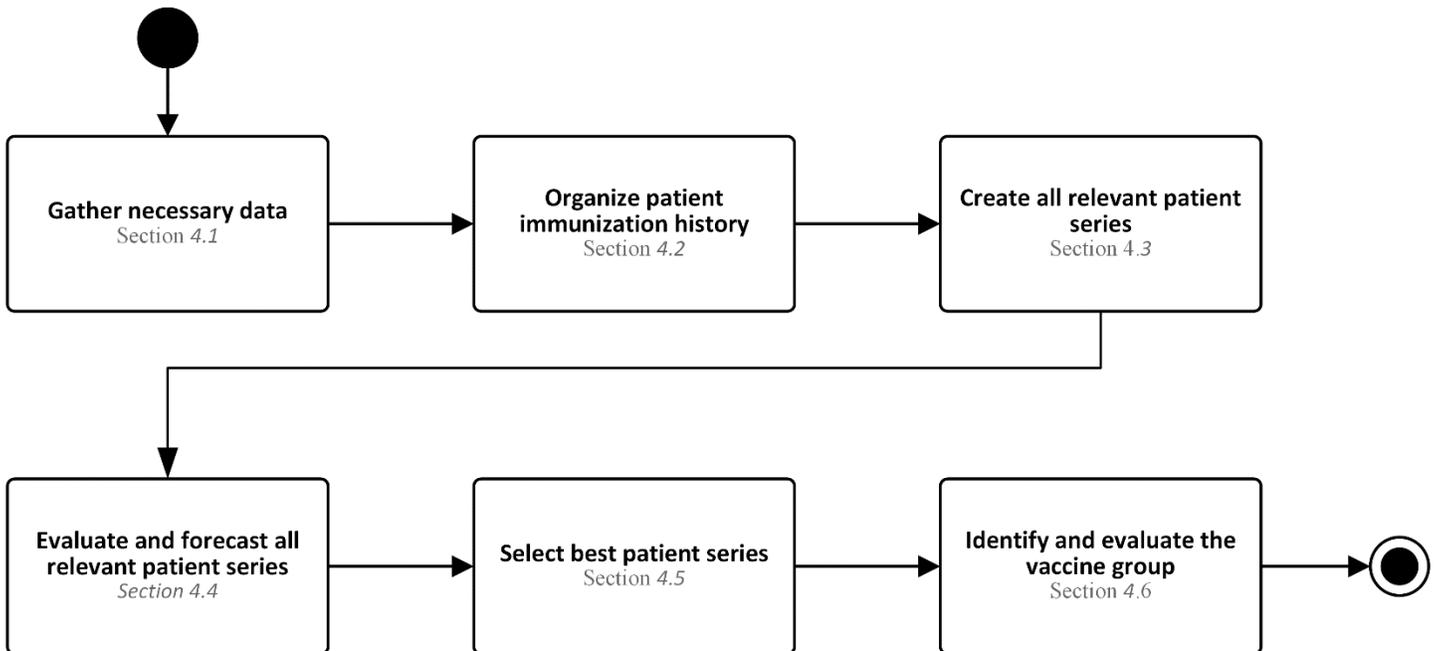 Gather necessary data
Section 4.1
Organize patient
immunization history
Section 4.2
Create all relevant patient
series
Section 4.3
Evaluate and forecast all
relevant patient series
Section 4.4
Select best patient series
Section 4.5
Identify and evaluate the
vaccine group
Section 4.6